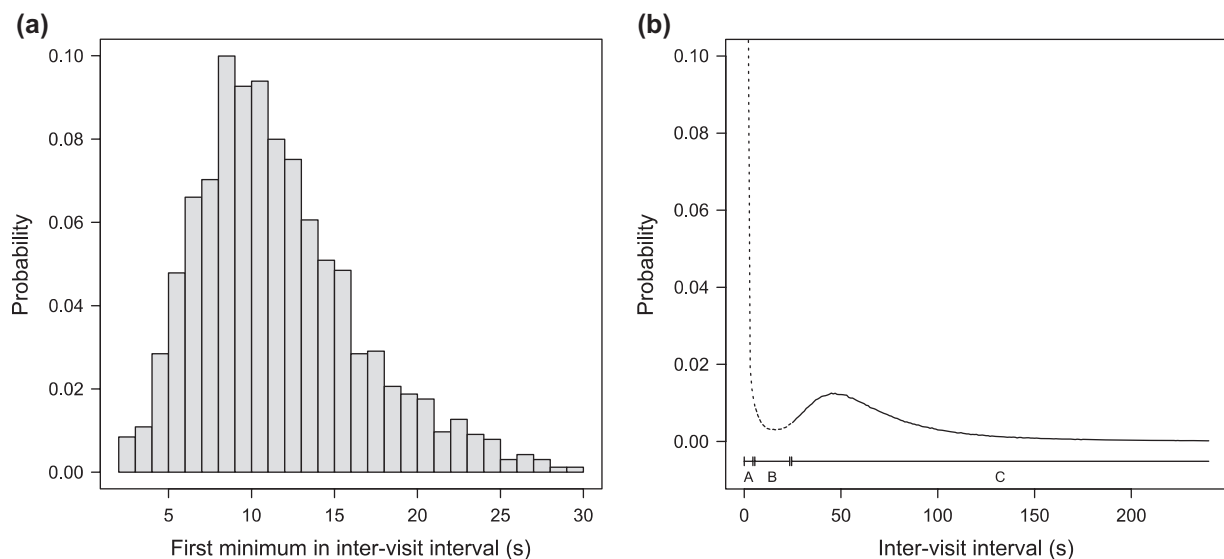 (a)
Probability
0.10
0.08
0.06
0.04
0.02
0.00
5 10 15 20 25 30
First minimum in inter-visit interval (s)
(b)
Probability
0.10
0.08
0.06
0.04
0.02
0.00
A B C
0 50 100 150 200
Inter-visit interval (s)